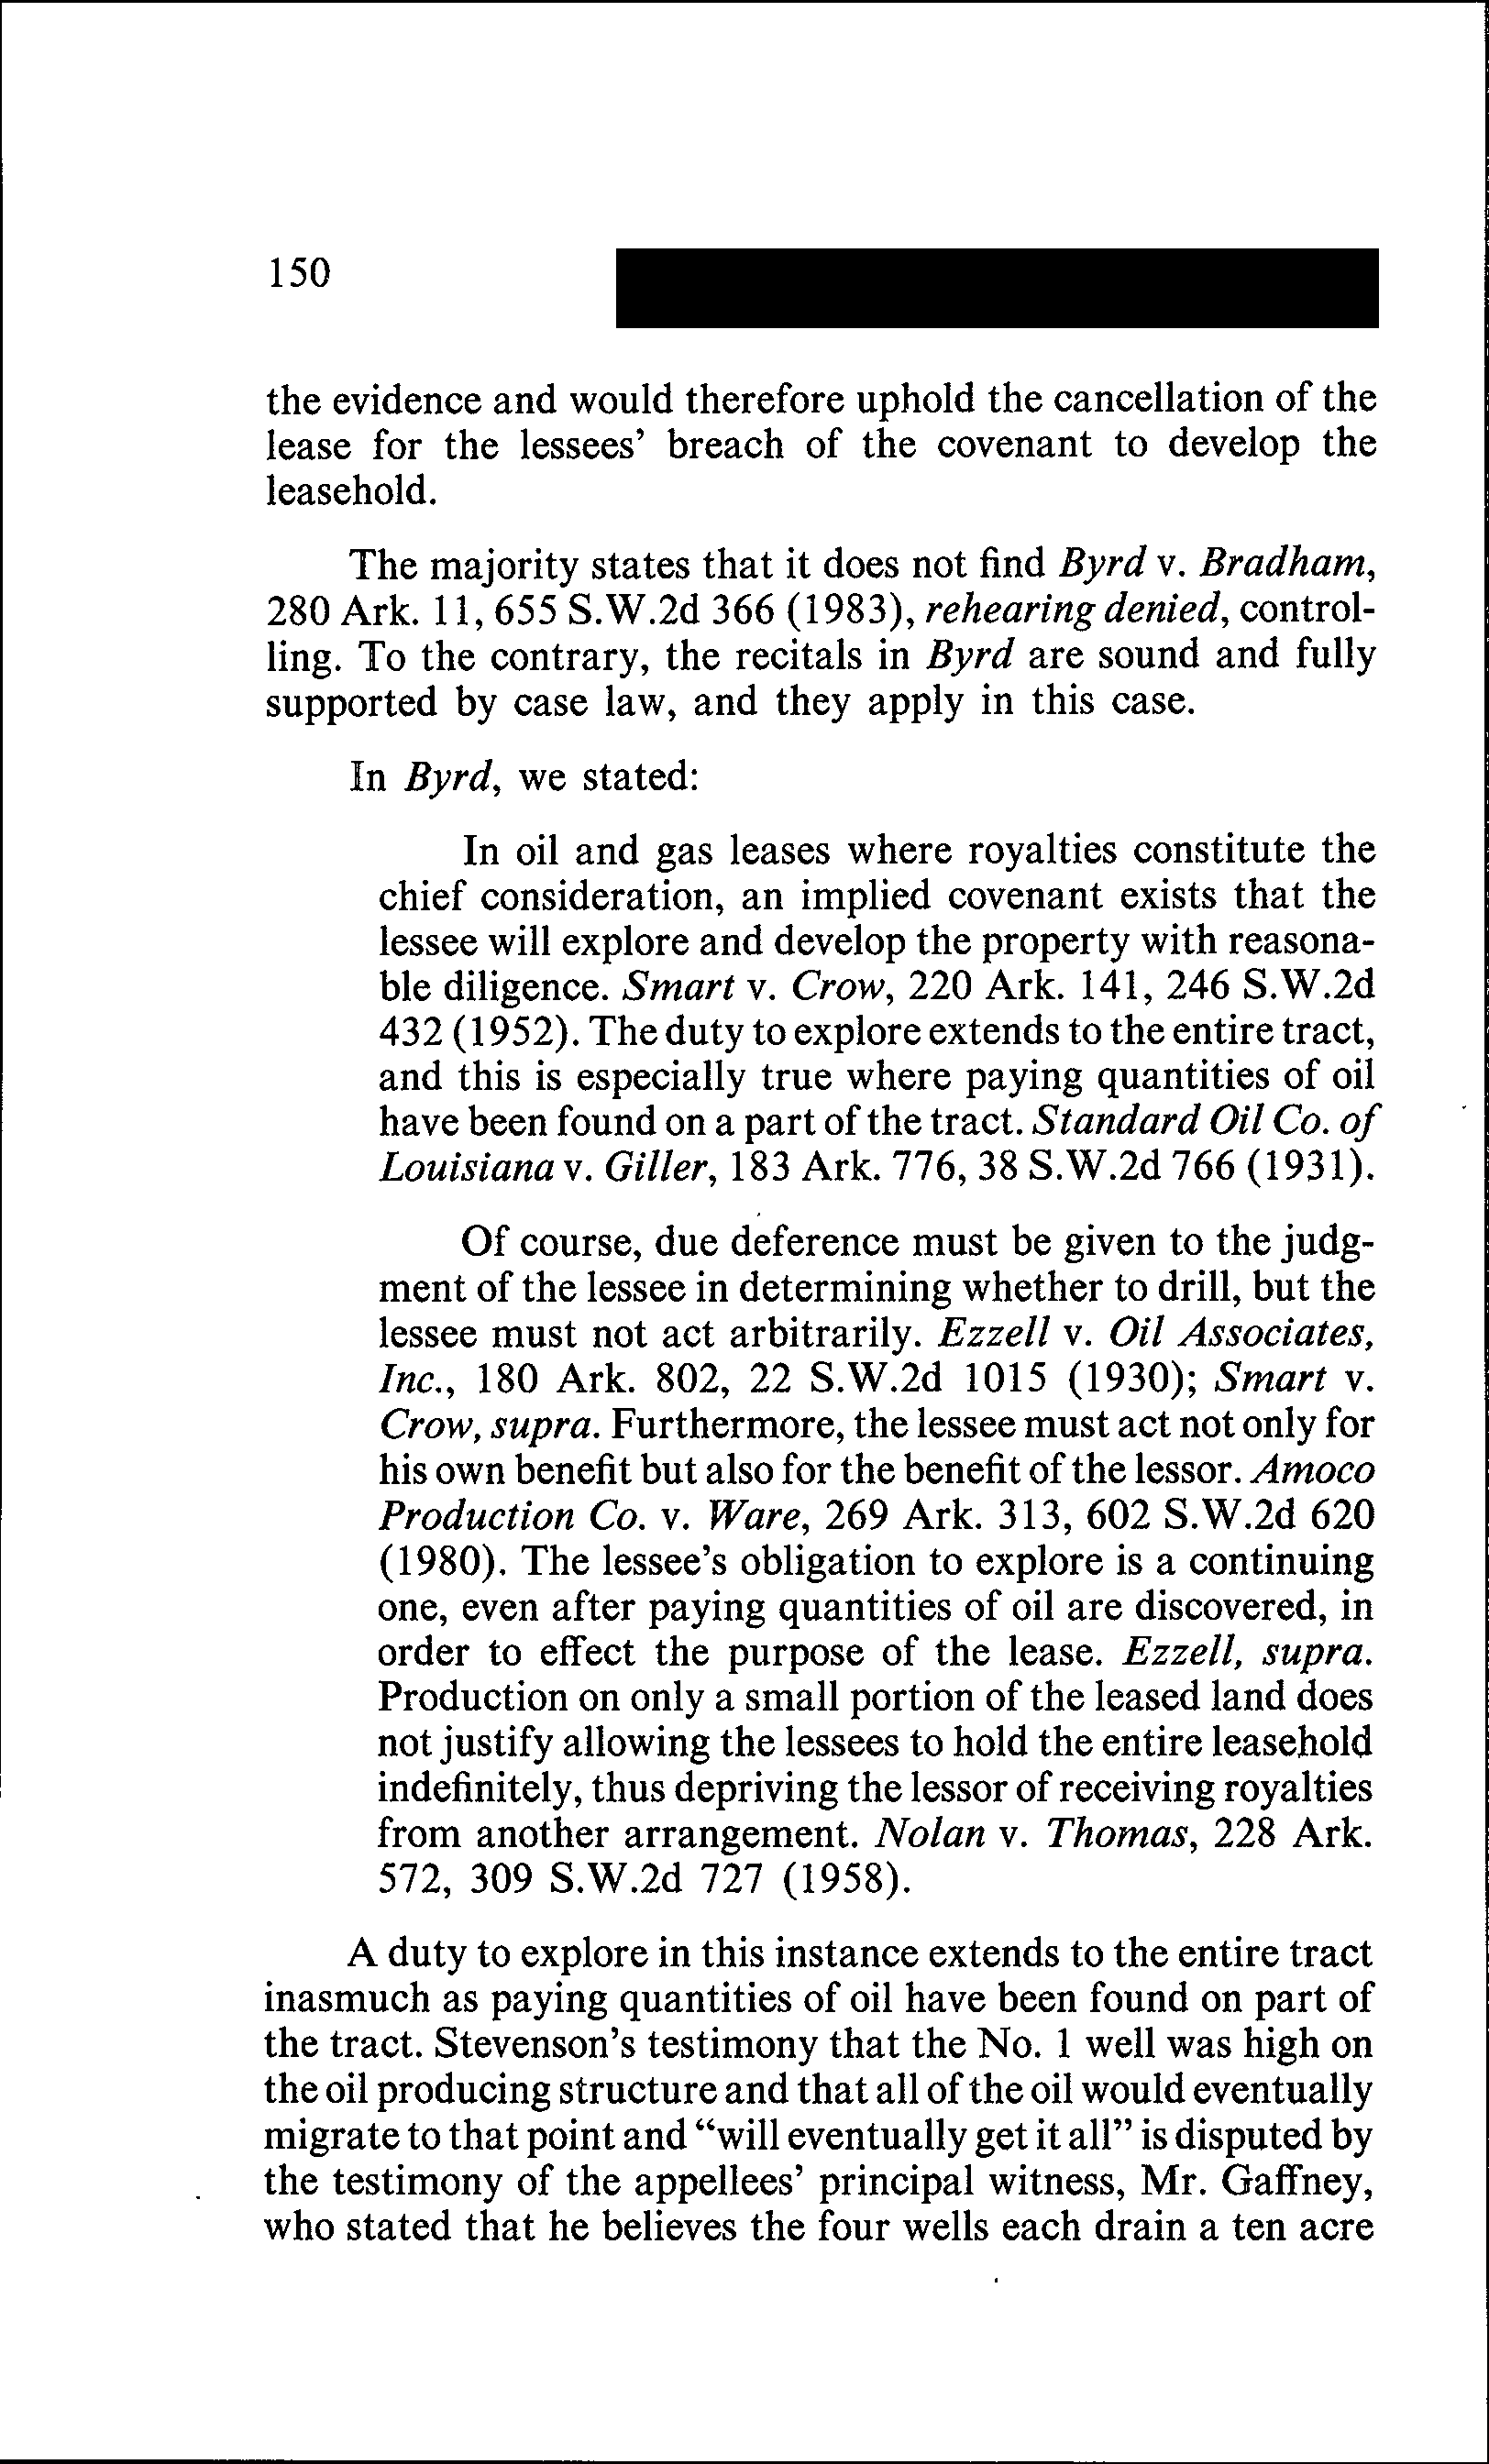 150
the evidence and would therefore uphold the cancellation of the
lease for the lessees' breach of the covenant to develop the
leasehold.
The majority states that it does not find Byrd v. Bradham,
280 Ark. 11, 655 S.W.2d 366 (1983), rehearing denied, control-
ling. To the contrary, the recitals in Byrd are sound and fully
supported by case law, and they apply in this case.
In Byrd, we stated:
In oil and gas leases where royalties constitute the
chief consideration, an implied covenant exists that the
lessee will explore and develop the property with reasona-
ble diligence. Smart v. Crow, 220 Ark. 141, 246 S.W.2d
432 (1952). The duty to explore extends to the entire tract,
and this is especially true where paying quantities of oil
have been found on a part of the tract. Standard Oil Co. of
Louisiana v. Giller, 183 Ark. 776, 38 S.W.2d 766 (1931).
Of course, due deference must be given to the judg-
ment of the lessee in determining whether to drill, but the
lessee must not act arbitrarily. Ezzell v. Oil Associates,
Inc., 180 Ark. 802, 22 S.W.2d 1015 (1930); Smart v.
Crow, supra. Furthermore, the lessee must act not only for
his own benefit but also for the benefit of the lessor. Amoco
Production Co. v. Ware, 269 Ark. 313, 602 S.W.2d 620
(1980). The lessee's obligation to explore is a continuing
one, even after paying quantities of oil are discovered, in
order to effect the purpose of the lease. Ezzell, supra.
Production on only a small portion of the leased land does
not justify allowing the lessees to hold the entire leasehold
indefinitely, thus depriving the lessor of receiving royalties
from another arrangement. Nolan v. Thomas, 228 Ark.
572, 309 S.W.2d 727 (1958).
A duty to explore in this instance extends to the entire tract
inasmuch as paying quantities of oil have been found on part of
the tract. Stevenson's testimony that the No. 1 well was high on
the oil producing structure and that all of the oil would eventually
migrate to that point and "will eventually get it all" is disputed by
the testimony of the appellees' principal witness, Mr. Gaffney,
who stated that he believes the four wells each drain a ten acre